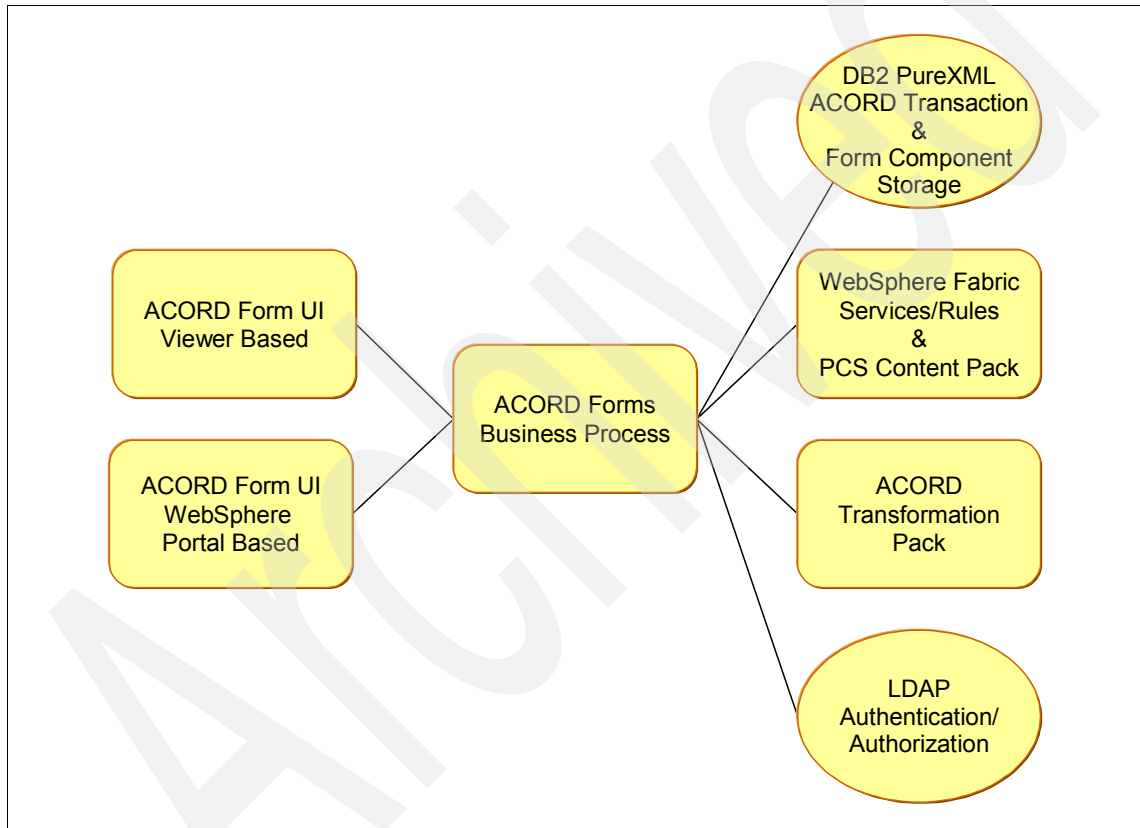 DB2 PureXML
ACORD Transaction
&
Form Component
Storage
ACORD Form UI
Viewer Based
WebSphere Fabric
Services/Rules
&
PCS Content Pack
ACORD Forms
Business Process
ACORD Form UI
WebSphere
Portal Based
ACORD
Transformation
Pack
LDAP
Authentication/
Authorization
Archived